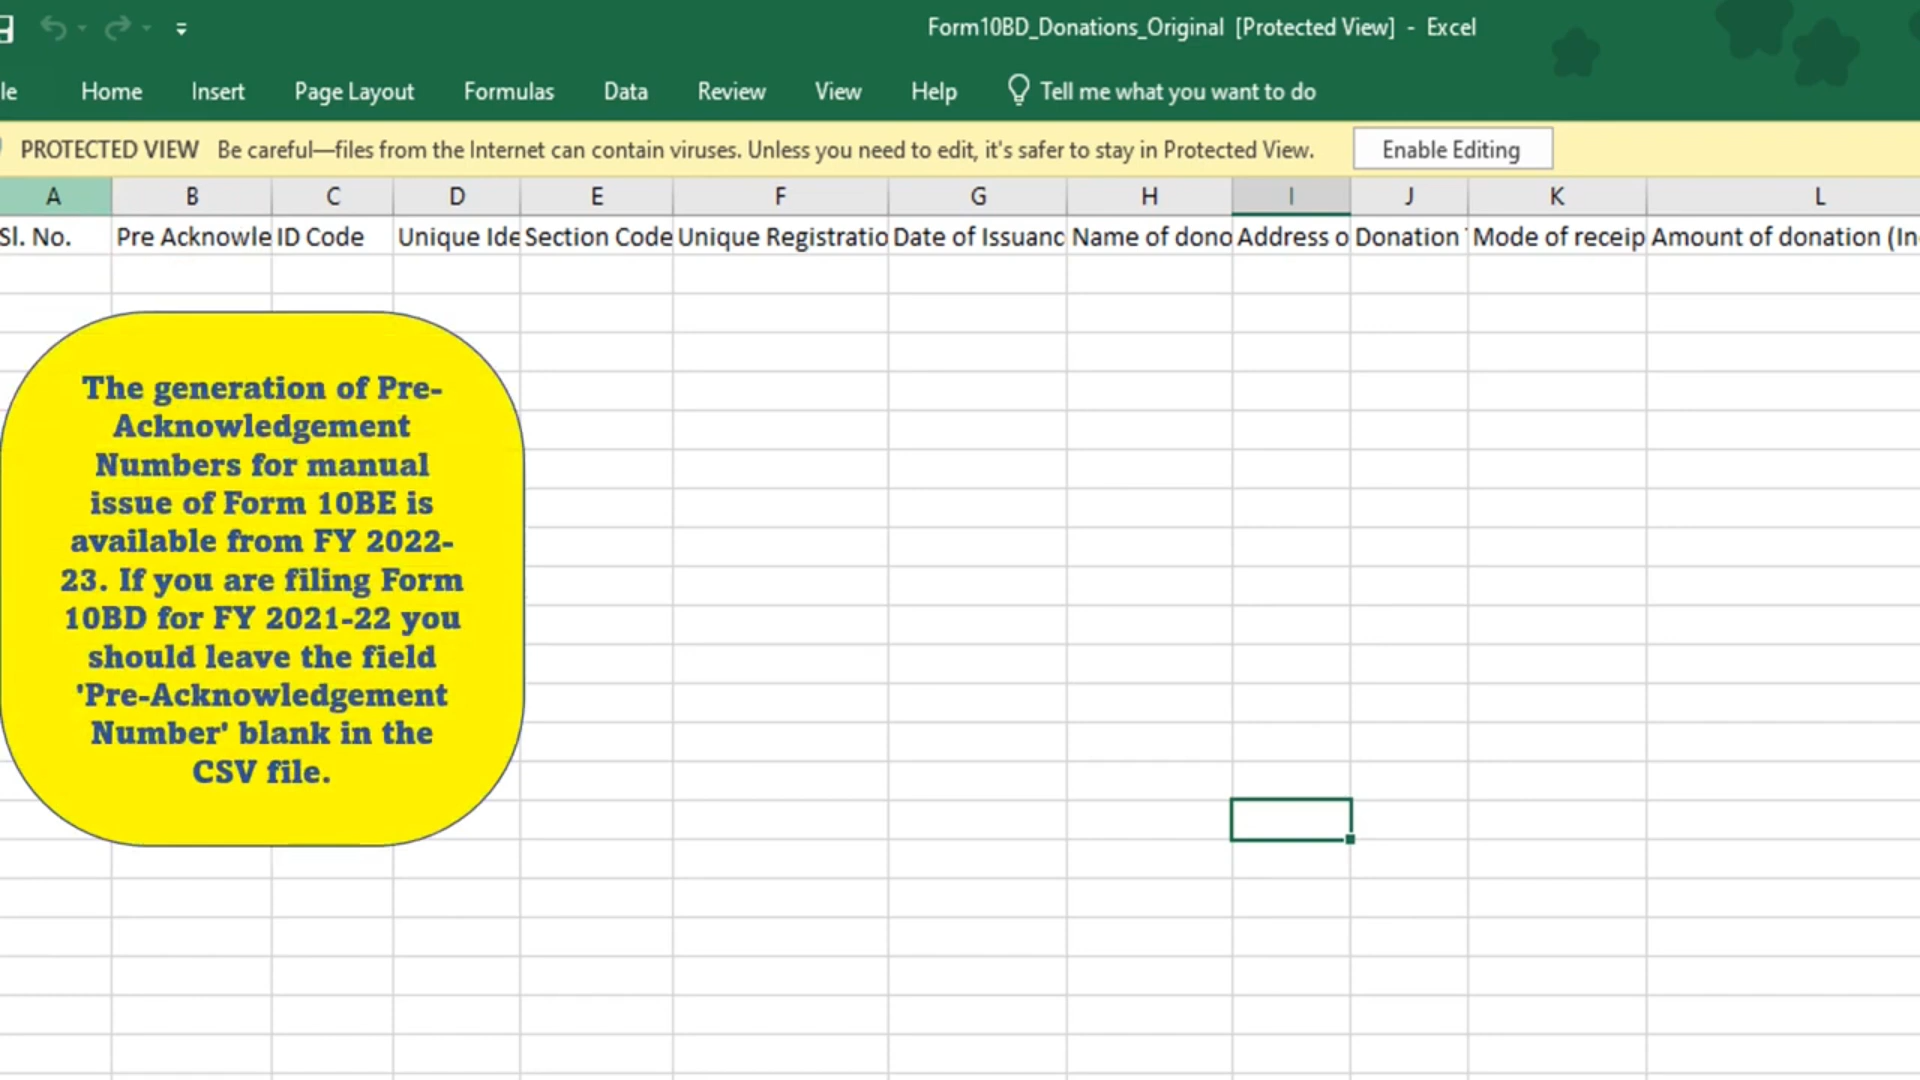 Form10BD_Donations_Original [Protected View] - Excel
le Home Insert Page Layout Formulas Data Review View Help Tell me what you want to do
PROTECTED VIEW Be careful—files from the Internet can contain viruses. Unless you need to edit, it's safer to stay in Protected View. Enable Editing
A B C D E F G H I J K L
Sl. No. Pre Acknowle ID Code Unique Ide Section Code Unique Registratio Date of Issuanc Name of dono Address o Donation Mode of receip Amount of donation (In
The generation of Pre-
Acknowledgement
Numbers for manual
issue of Form 10BE is
available from FY 2022-
23. If you are filing Form
10BD for FY 2021-22 you
should leave the field
'Pre-Acknowledgement
Number' blank in the
CSV file.